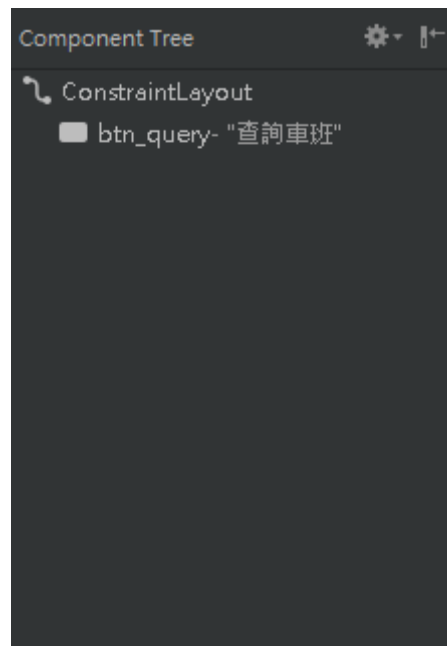 Component Tree
ConstraintLayout
btn_query- "查詢車班"